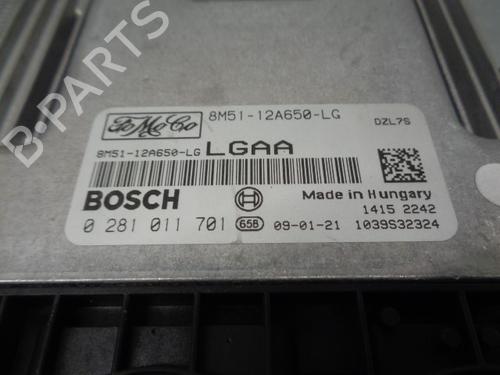 B-PARTS
FoMoCo 8M51-12A650-LG DZL7S
8M51-12A650-LG LGAA
BOSCH Made in Hungary
1415 2242
0 281 011 701 658 09-01-21 1039S32324